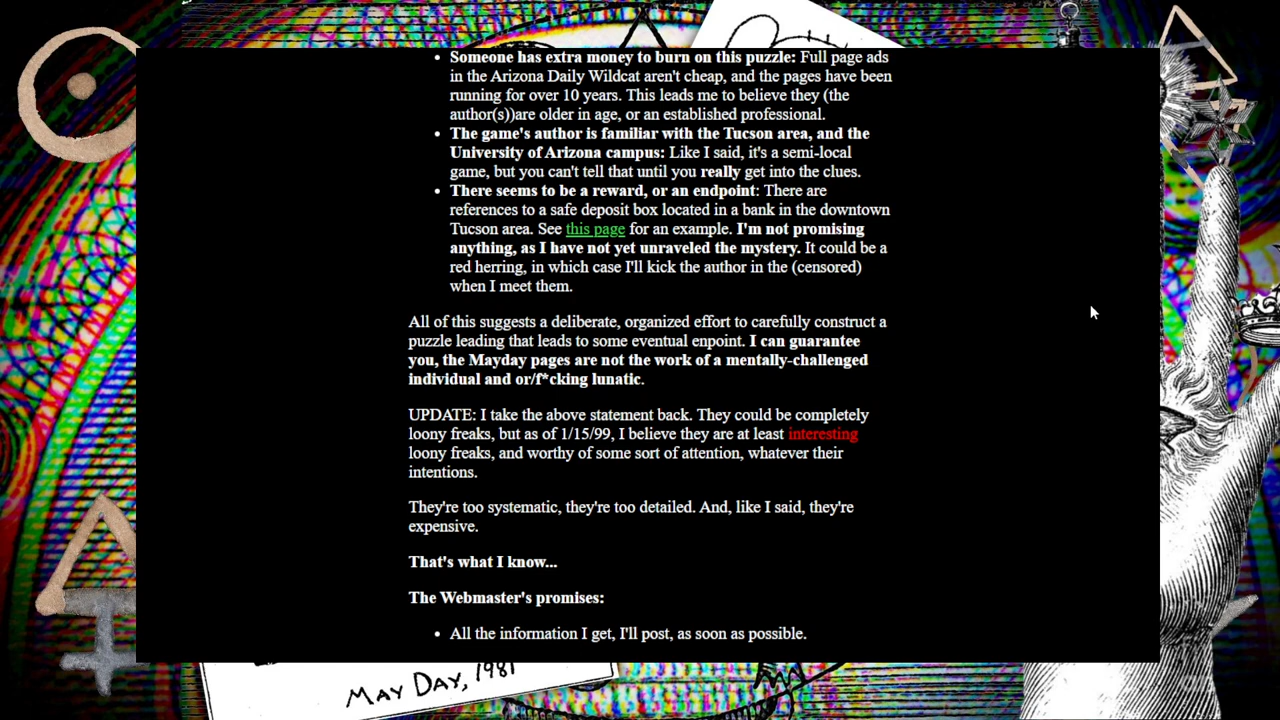 Someone has extra money to burn on this puzzle: Full page ads
in the Arizona Daily Wildcat aren't cheap, and the pages have been
running for over 10 years. This leads me to believe they (the
author(s))are older in age, or an established professional.
The game's author is familiar with the Tucson area, and the
University of Arizona campus: Like I said, it's a semi-local
game, but you can't tell that until you really get into the clues.
There seems to be a reward, or an endpoint: There are
references to a safe deposit box located in a bank in the downtown
Tucson area. See this page for an example. I'm not promising
anything, as I have not yet unraveled the mystery. It could be a
red herring, in which case I'll kick the author in the (censored)
when I meet them.
All of this suggests a deliberate, organized effort to carefully construct a
puzzle leading that leads to some eventual enpoint. I can guarantee
you, the Mayday pages are not the work of a mentally-challenged
individual and or/f*cking lunatic.
UPDATE: I take the above statement back. They could be completely
loony freaks, but as of 1/15/99, I believe they are at least interesting
loony freaks, and worthy of some sort of attention, whatever their
intentions.
They're too systematic, they're too detailed. And, like I said, they're
expensive.
That's what I know...
The Webmaster's promises:
All the information I get, I'll post, as soon as possible.
MAY DAY, 1981